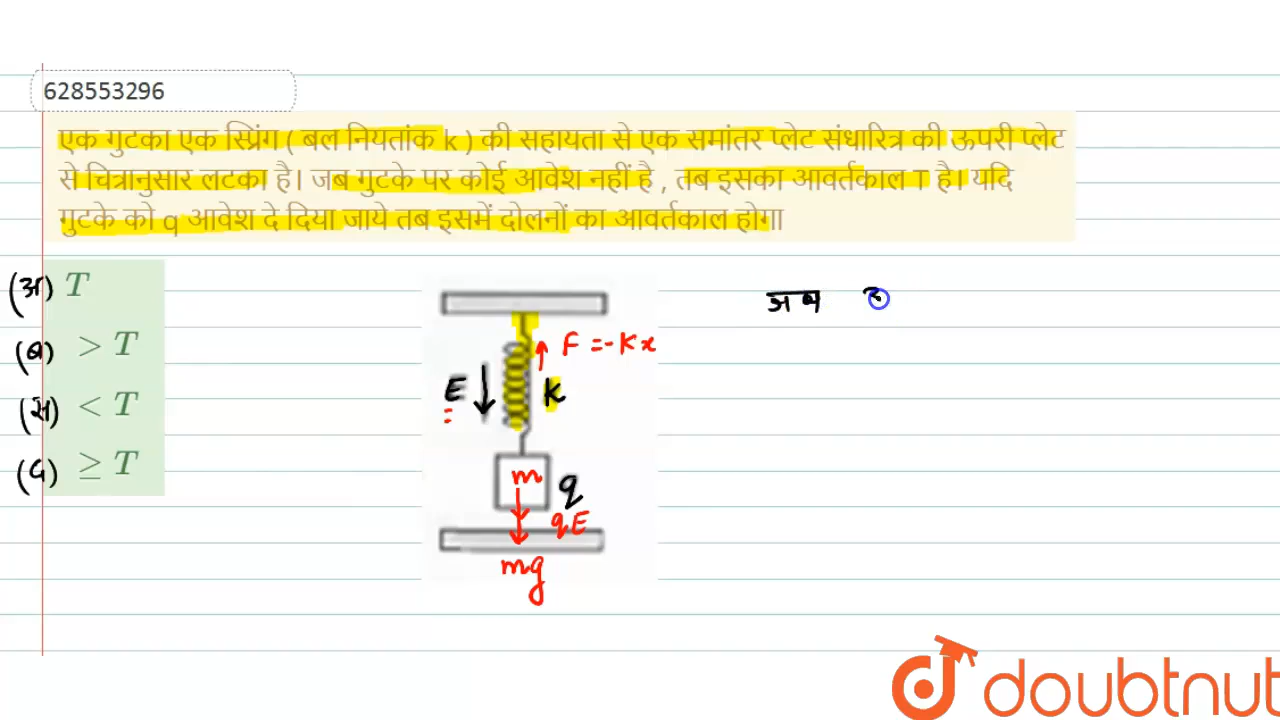 628553296
एक गुटका एक स्प्रिंग ( बल नियतांक k ) की सहायता से एक समांतर प्लेट संधारित्र की ऊपरी प्लेट
से चित्रानुसार लटका है। जब गुटके पर कोई आवेश नहीं है , तब इसका आवर्तकाल T है। यदि
गुटके को q आवेश दे दिया जाये तब इसमें दोलनों का आवर्तकाल होगा
(अ) T
(ब) > T
(स) < T
(द) ≥ T
F = -Kx
E
k
m
q
qE
mg
अब
doubtnut